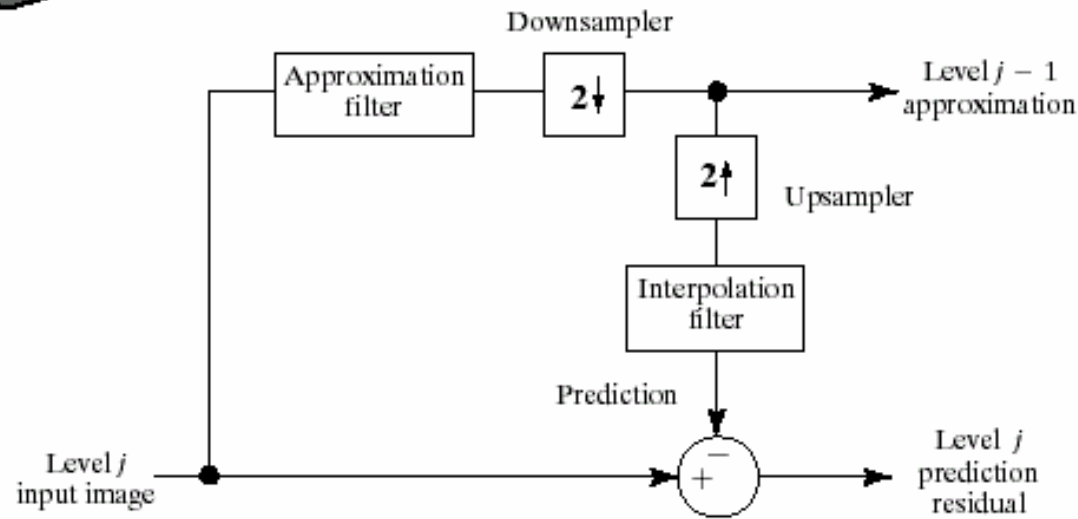 Downsampler
Approximation
filter
2↓
Level j − 1
approximation
2↑
Upsampler
Interpolation
filter
Prediction
Level j
input image
+
−
Level j
prediction
residual